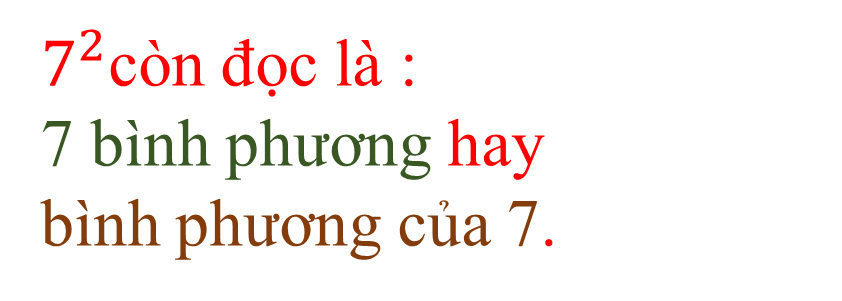 7²còn đọc là :
7 bình phương hay
bình phương của 7.